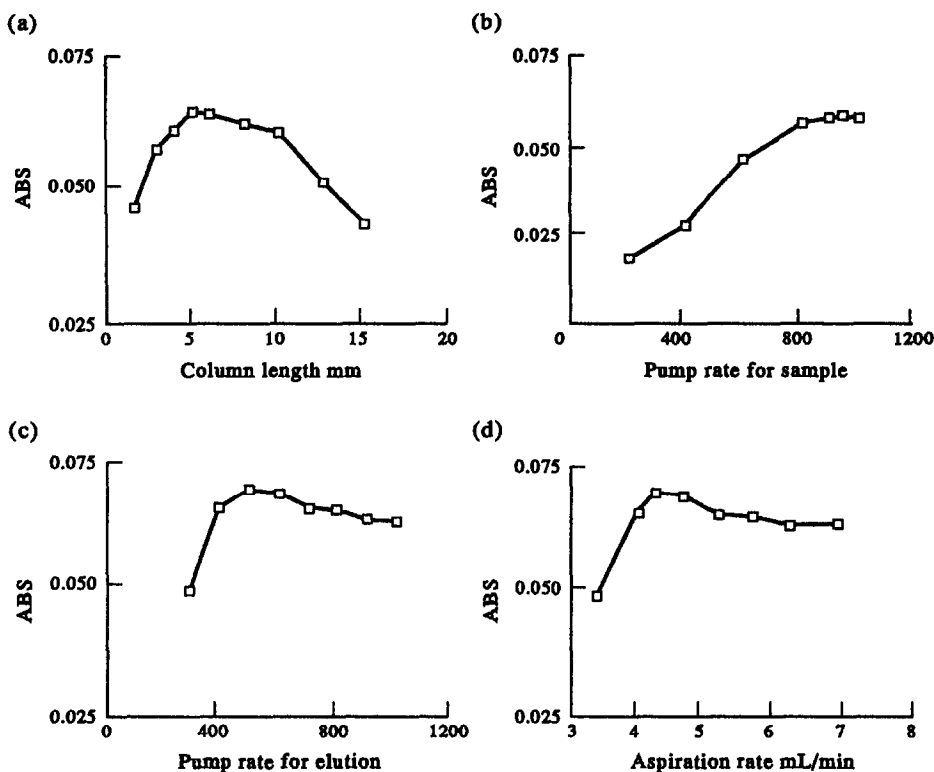 (a)
0.075
0.050
0.025
ABS
0 5 10 15 20
Column length mm
(b)
0.075
0.050
0.025
ABS
0 400 800 1200
Pump rate for sample
(c)
0.075
0.050
0.025
ABS
0 400 800 1200
Pump rate for elution
(d)
0.075
0.050
0.025
ABS
3 4 5 6 7 8
Aspiration rate mL/min